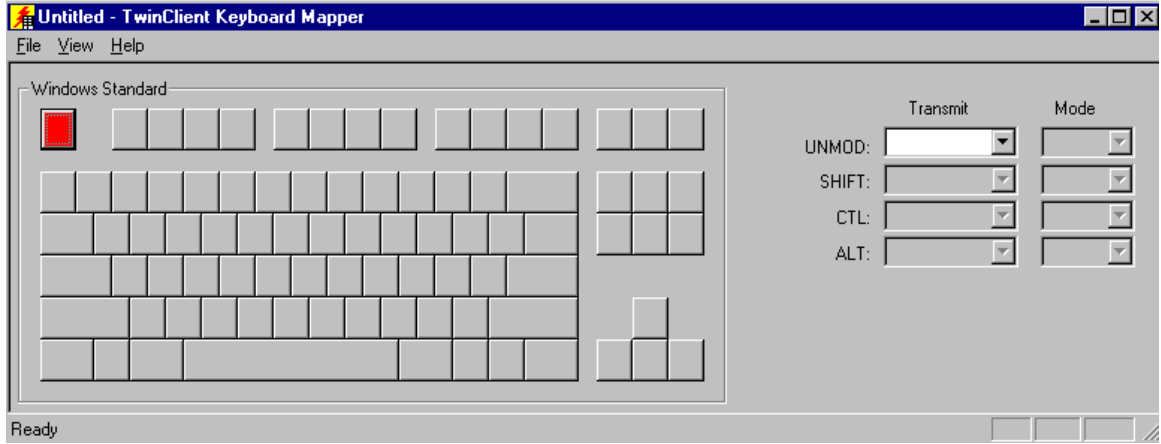 Untitled - TwinClient Keyboard Mapper
File View Help
Windows Standard
Transmit Mode
UNMOD:
SHIFT:
CTL:
ALT:
Ready